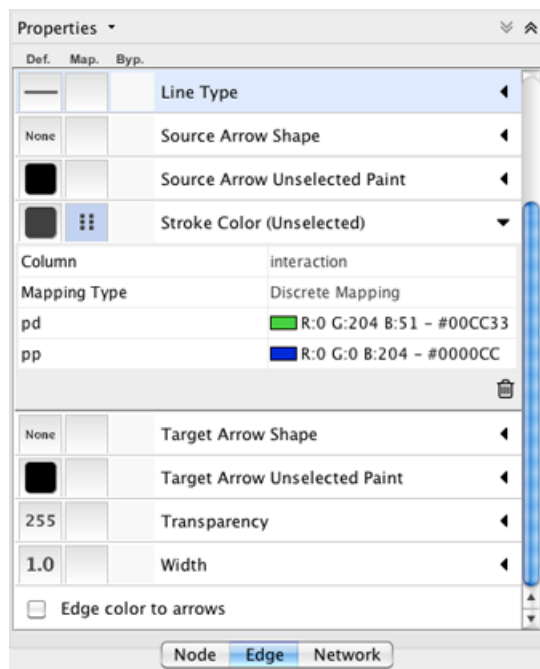 Properties
Def. Map. Byp.
Line Type
None Source Arrow Shape
Source Arrow Unselected Paint
Stroke Color (Unselected)
Column interaction
Mapping Type Discrete Mapping
pd R:0 G:204 B:51 - #00CC33
pp R:0 G:0 B:204 - #0000CC
None Target Arrow Shape
Target Arrow Unselected Paint
255 Transparency
1.0 Width
Edge color to arrows
Node Edge Network